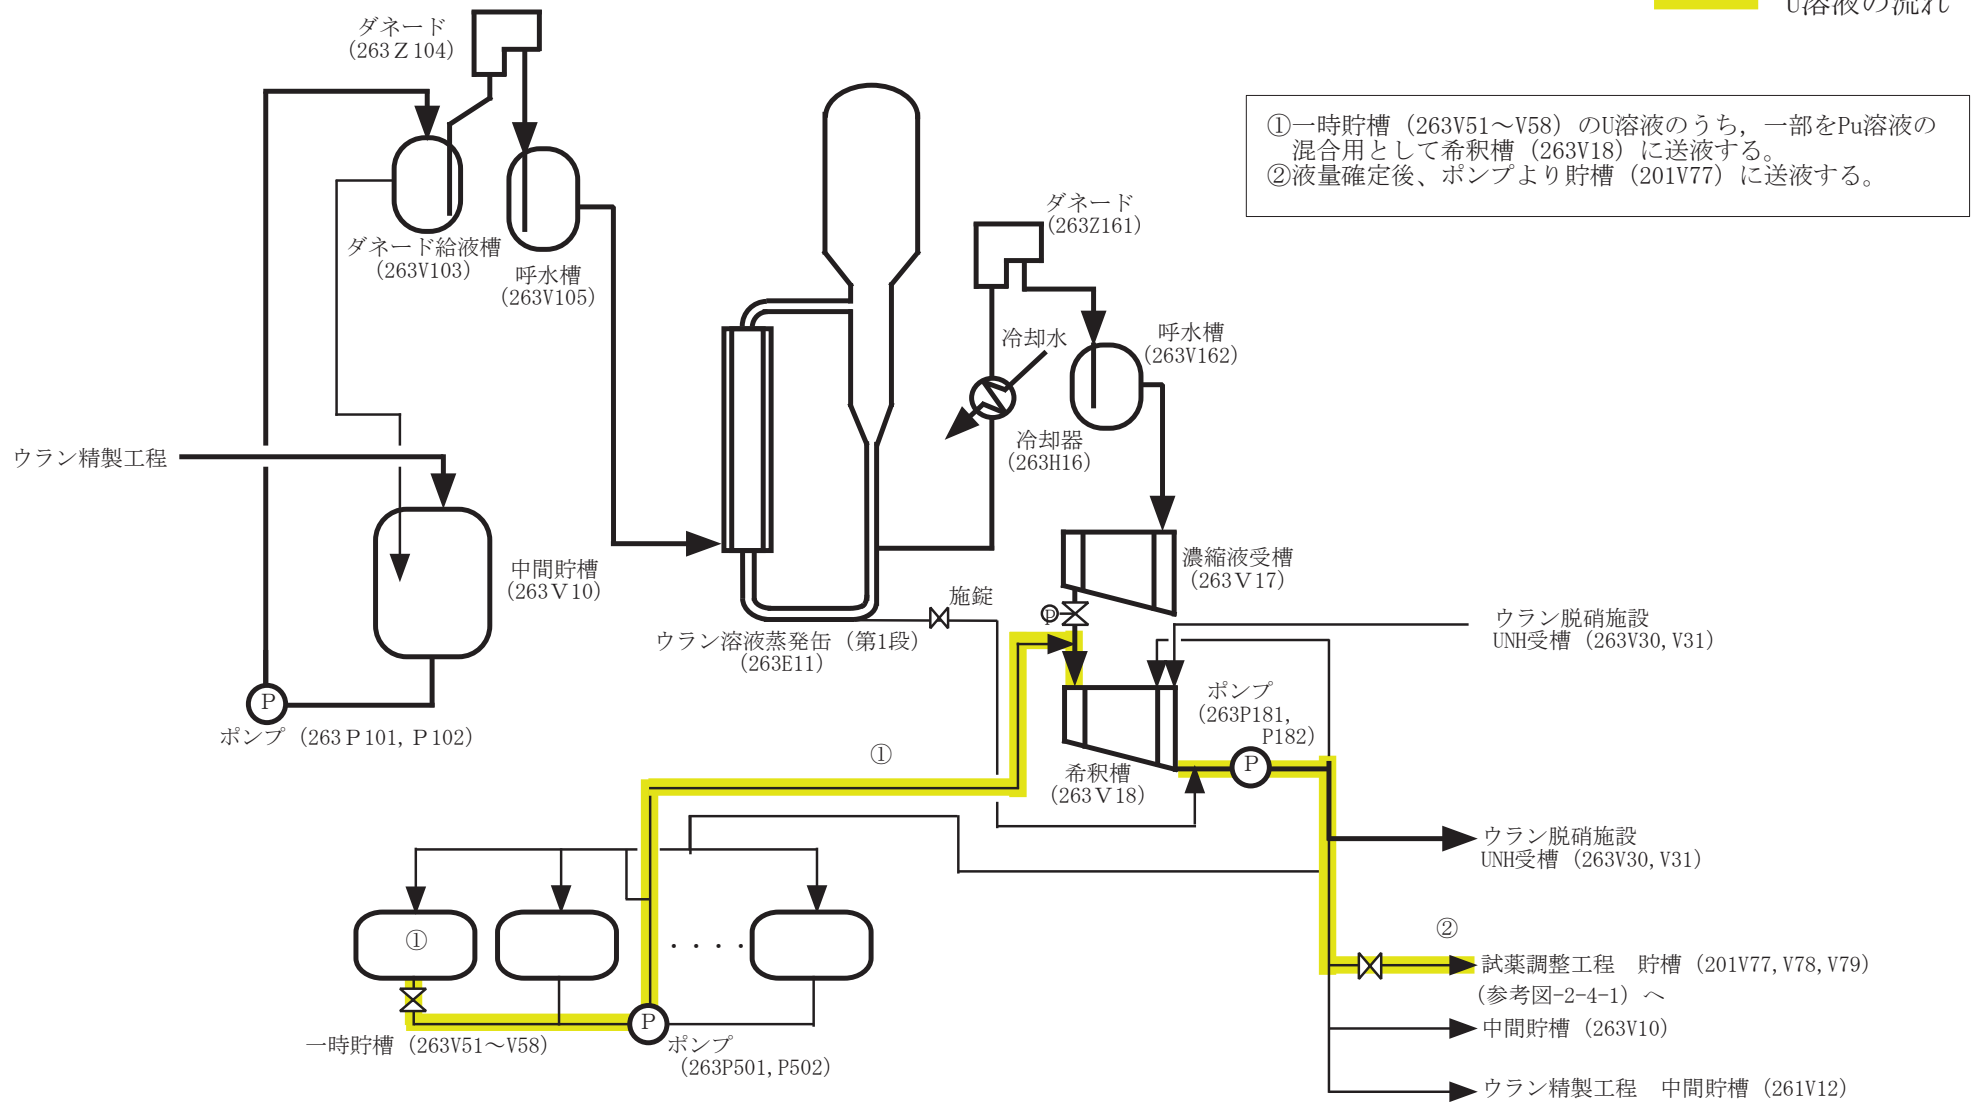 U溶液の流れ
ダネード
(263Z104)
①一時貯槽（263V51～V58）のU溶液のうち，一部をPu溶液の
混合用として希釈槽（263V18）に送液する。
②液量確定後、ポンプより貯槽（201V77）に送液する。
ダネード
(263Z161)
ダネード給液槽
(263V103)
呼水槽
(263V105)
冷却水
呼水槽
(263V162)
冷却器
(263H16)
ウラン精製工程
中間貯槽
(263V10)
濃縮液受槽
(263V17)
施錠
P
ウラン溶液蒸発缶（第1段）
(263E11)
ウラン脱硝施設
UNH受槽（263V30,V31）
P
ポンプ（263P101,P102）
ポンプ
(263P181,
P182)
①
P
希釈槽
(263V18)
ウラン脱硝施設
UNH受槽（263V30,V31）
①
・・・・
②
試薬調整工程　貯槽（201V77,V78,V79）
（参考図-2-4-1）へ
P
中間貯槽（263V10）
一時貯槽（263V51～V58）
ポンプ
(263P501,P502)
ウラン精製工程　中間貯槽（261V12）